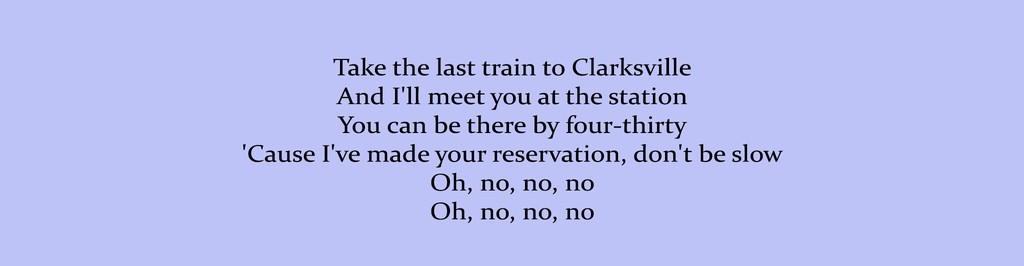 Take the last train to Clarksville
And I'll meet you at the station
You can be there by four-thirty
'Cause I've made your reservation, don't be slow
Oh, no, no, no
Oh, no, no, no